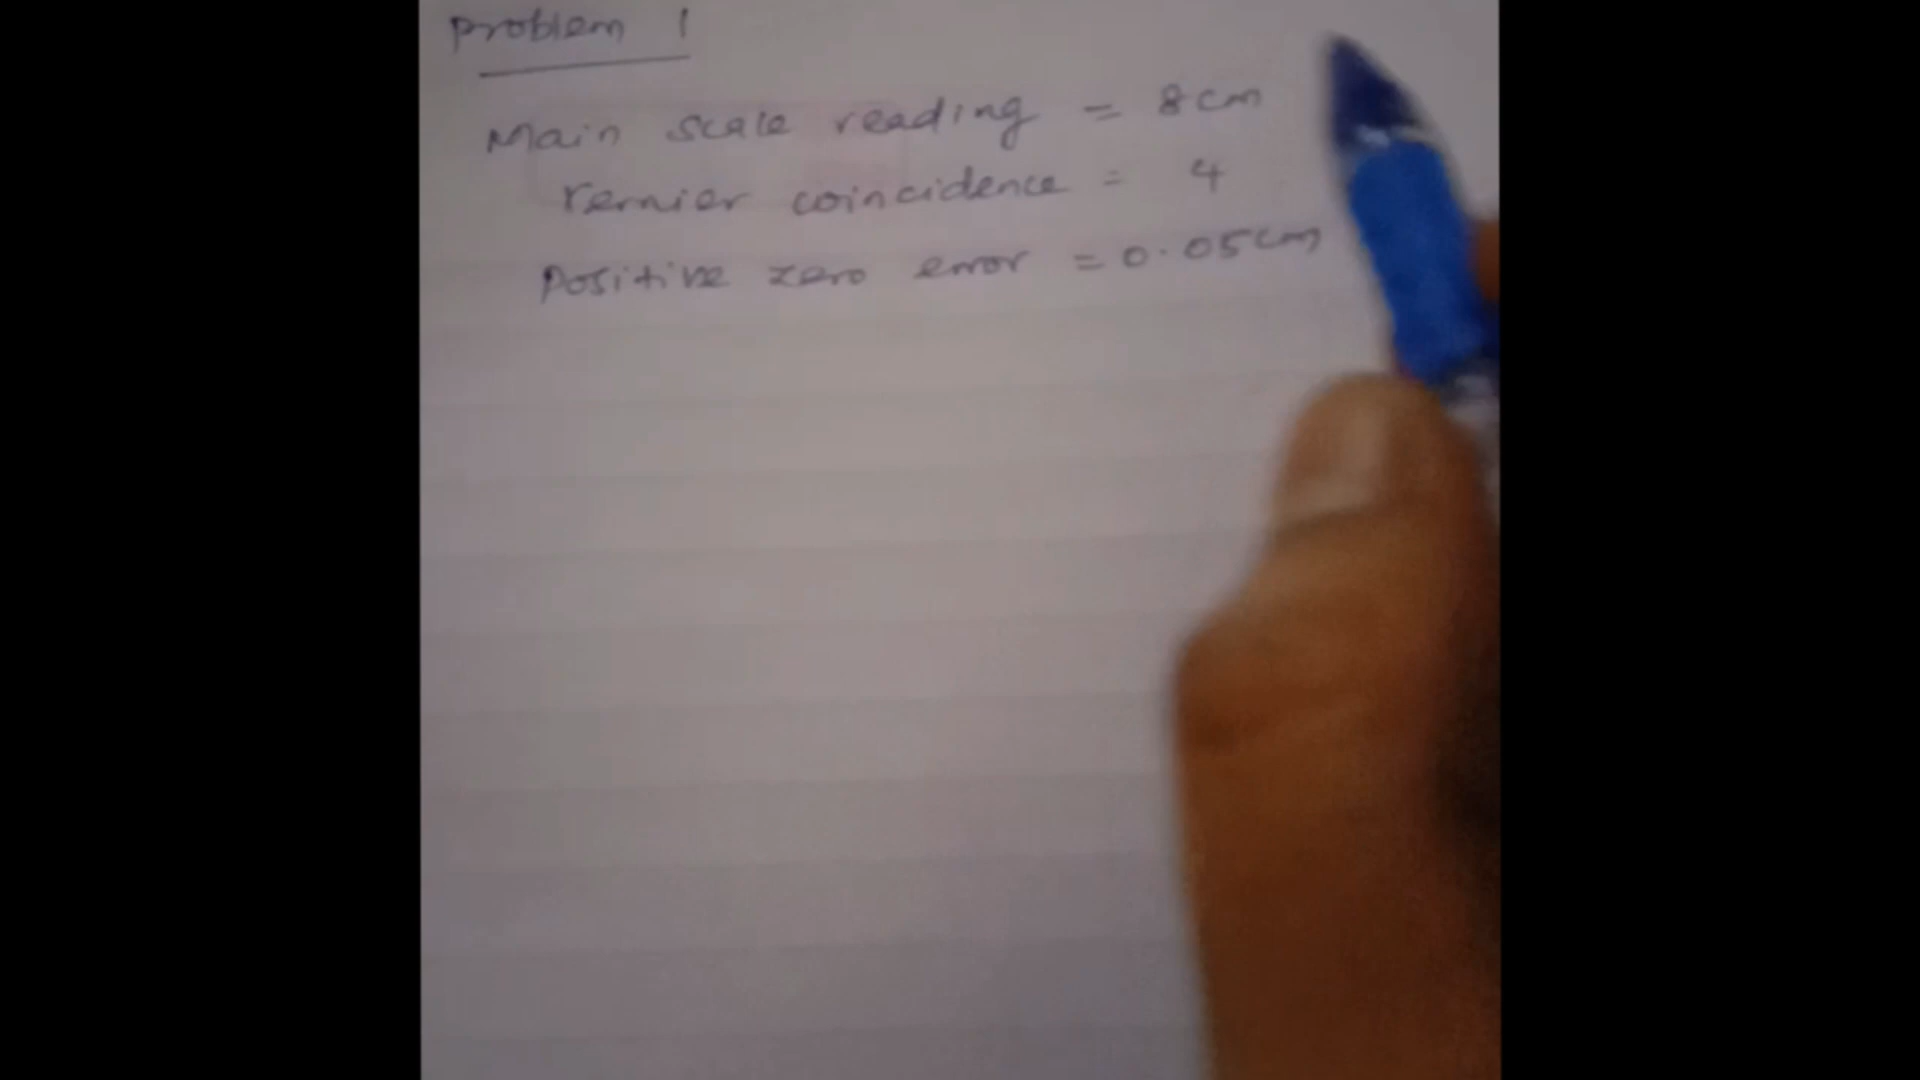 Problem 1
Main scale reading = 8cm
vernier coincidence = 4
Positive zero error = 0.05cm